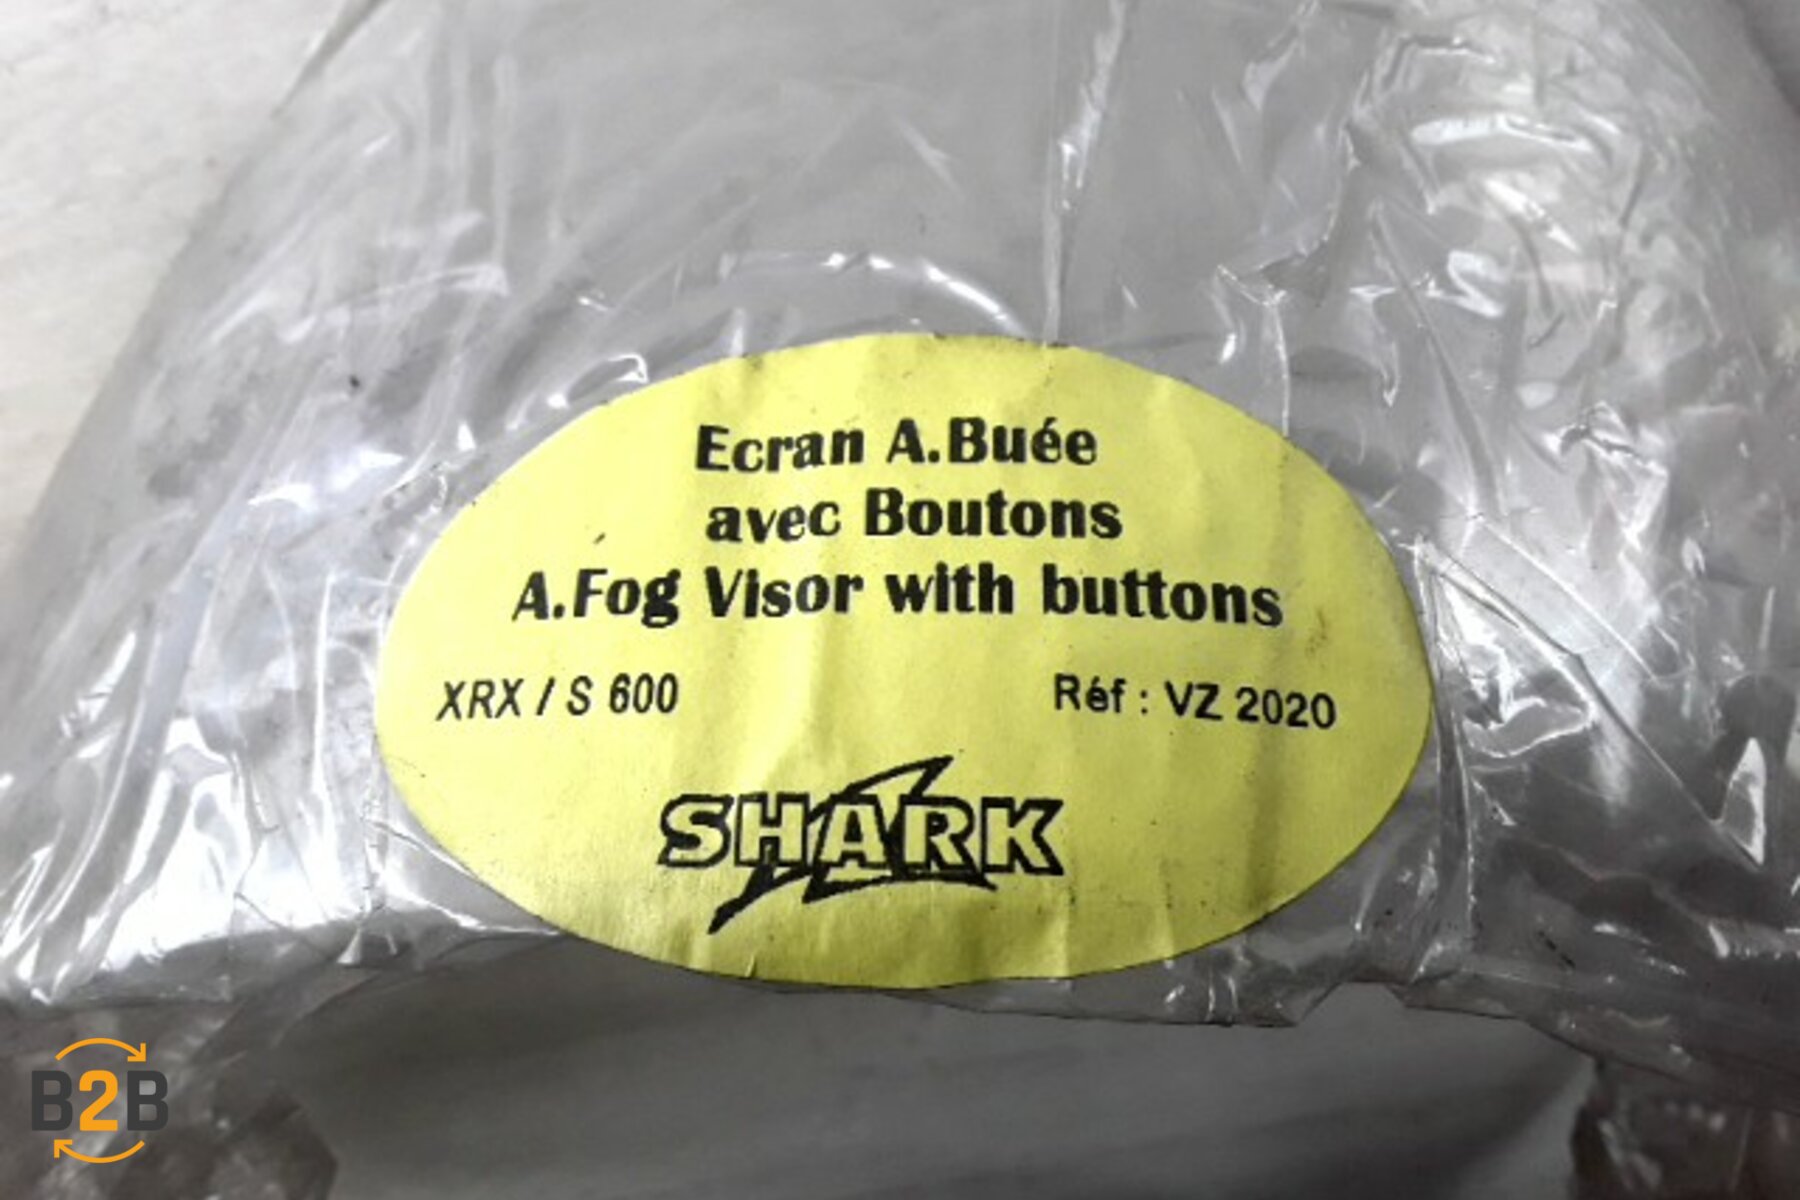 Ecran A.Buée
avec Boutons
A.Fog Visor with buttons
XRX / S 600
Réf : VZ 2020
SHARK
B2B